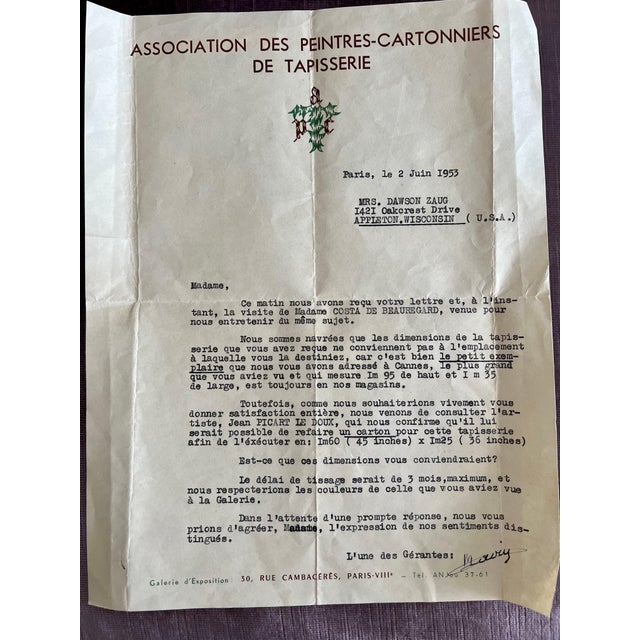 ASSOCIATION DES PEINTRES-CARTONNIERS
DE TAPISSERIE
a
p t c
Paris, le 2 Juin 1953
MRS. DAWSON ZAUG
1421 Oakcrest Drive
APPLETON.WISCONSIN ( U.S.A.)
Madame,
Ce matin nous avons reçu votre lettre et, à l'ins-
tant, la visite de Madame COSTA DE BEAUREGARD, venue pour
nous entretenir du même sujet.
Nous sommes navrées que les dimensions de la tapis-
serie que vous avez reçue ne conviennent pas à l'emplacement
à laquelle vous la destiniez, car c'est bien le petit exem-
plaire que nous vous avons adressé à Cannes, le plus grand
que vous aviez vu et qui mesure Im 95 de haut et I m 35
de large, est toujours en nos magasins.
Toutefois, comme nous souhaiterions vivement vous
donner satisfaction entière, nous venons de consulter l'ar-
tiste, Jean PICART LE DOUX, qui nous confirme qu'il lui
serait possible de refaire un carton pour cette tapisserie
afin de l'éxécuter en: Im60 ( 45 inches) x Im25 ( 36 inches)
Est-ce que ces dimensions vous conviendraient?
Le délai de tissage serait de 3 mois,maximum, et
nous respecterions les couleurs de celle que vous aviez vue
à la Galerie.
Dans l'attente d'une prompte réponse, nous vous
prions d'agréer, Madame, l'expression de nos sentiments dis-
tingués.
L'une des Gérantes:
Galerie d'Exposition : 30, RUE CAMBACÉRÈS, PARIS-VIIIe – Tél. ANJou 37-61